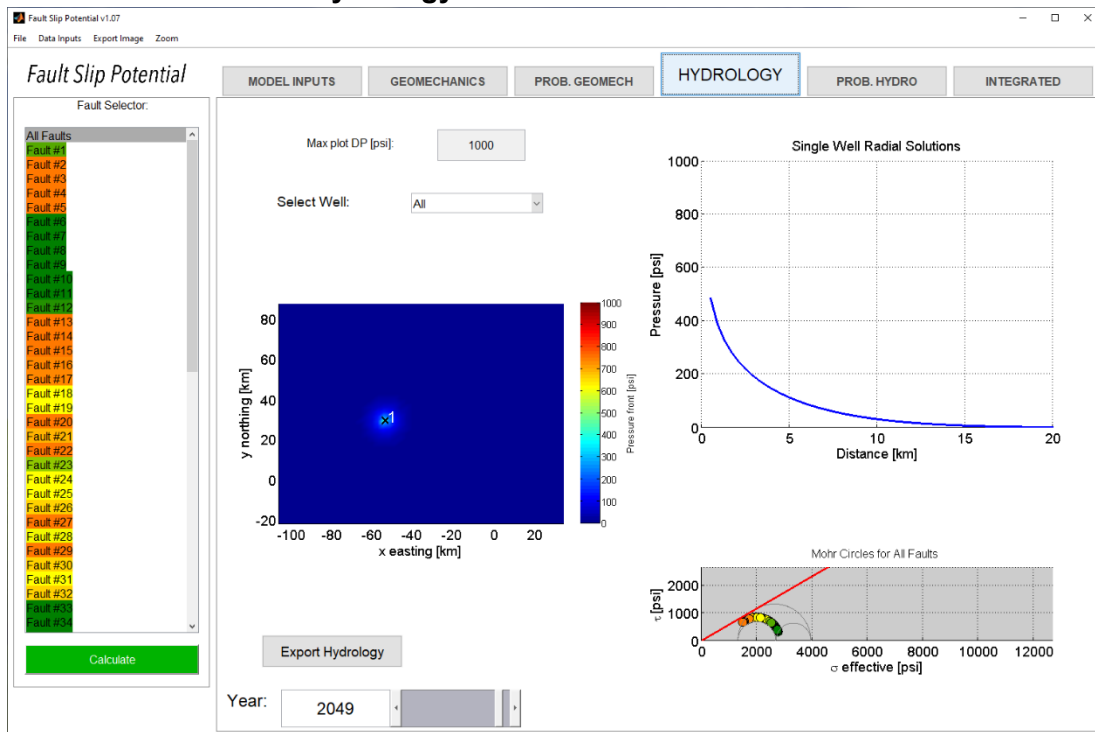 Fault Slip Potential v1.07
File Data Inputs Export Image Zoom
Fault Slip Potential
MODEL INPUTS GEOMECHANICS PROB. GEOMECH HYDROLOGY PROB. HYDRO INTEGRATED
Fault Selector:
All Faults
Fault #1
Fault #2
Fault #3
Fault #4
Fault #5
Fault #6
Fault #7
Fault #8
Fault #9
Fault #10
Fault #11
Fault #12
Fault #13
Fault #14
Fault #15
Fault #16
Fault #17
Fault #18
Fault #19
Fault #20
Fault #21
Fault #22
Fault #23
Fault #24
Fault #25
Fault #26
Fault #27
Fault #28
Fault #29
Fault #30
Fault #31
Fault #32
Fault #33
Fault #34
Calculate
Max plot DP [psi]: 1000
Select Well: All
80
60
40
20
0
-20
y northing [km]
1
-100 -80 -60 -40 -20 0 20
x easting [km]
1000
900
800
700
600
500
400
300
200
100
0
Pressure front [psi]
Export Hydrology
Year: 2049
Single Well Radial Solutions
1000
800
600
400
200
0
Pressure [psi]
0 5 10 15 20
Distance [km]
Mohr Circles for All Faults
2000
1000
0
τ [psi]
0 2000 4000 6000 8000 10000 12000
σ effective [psi]